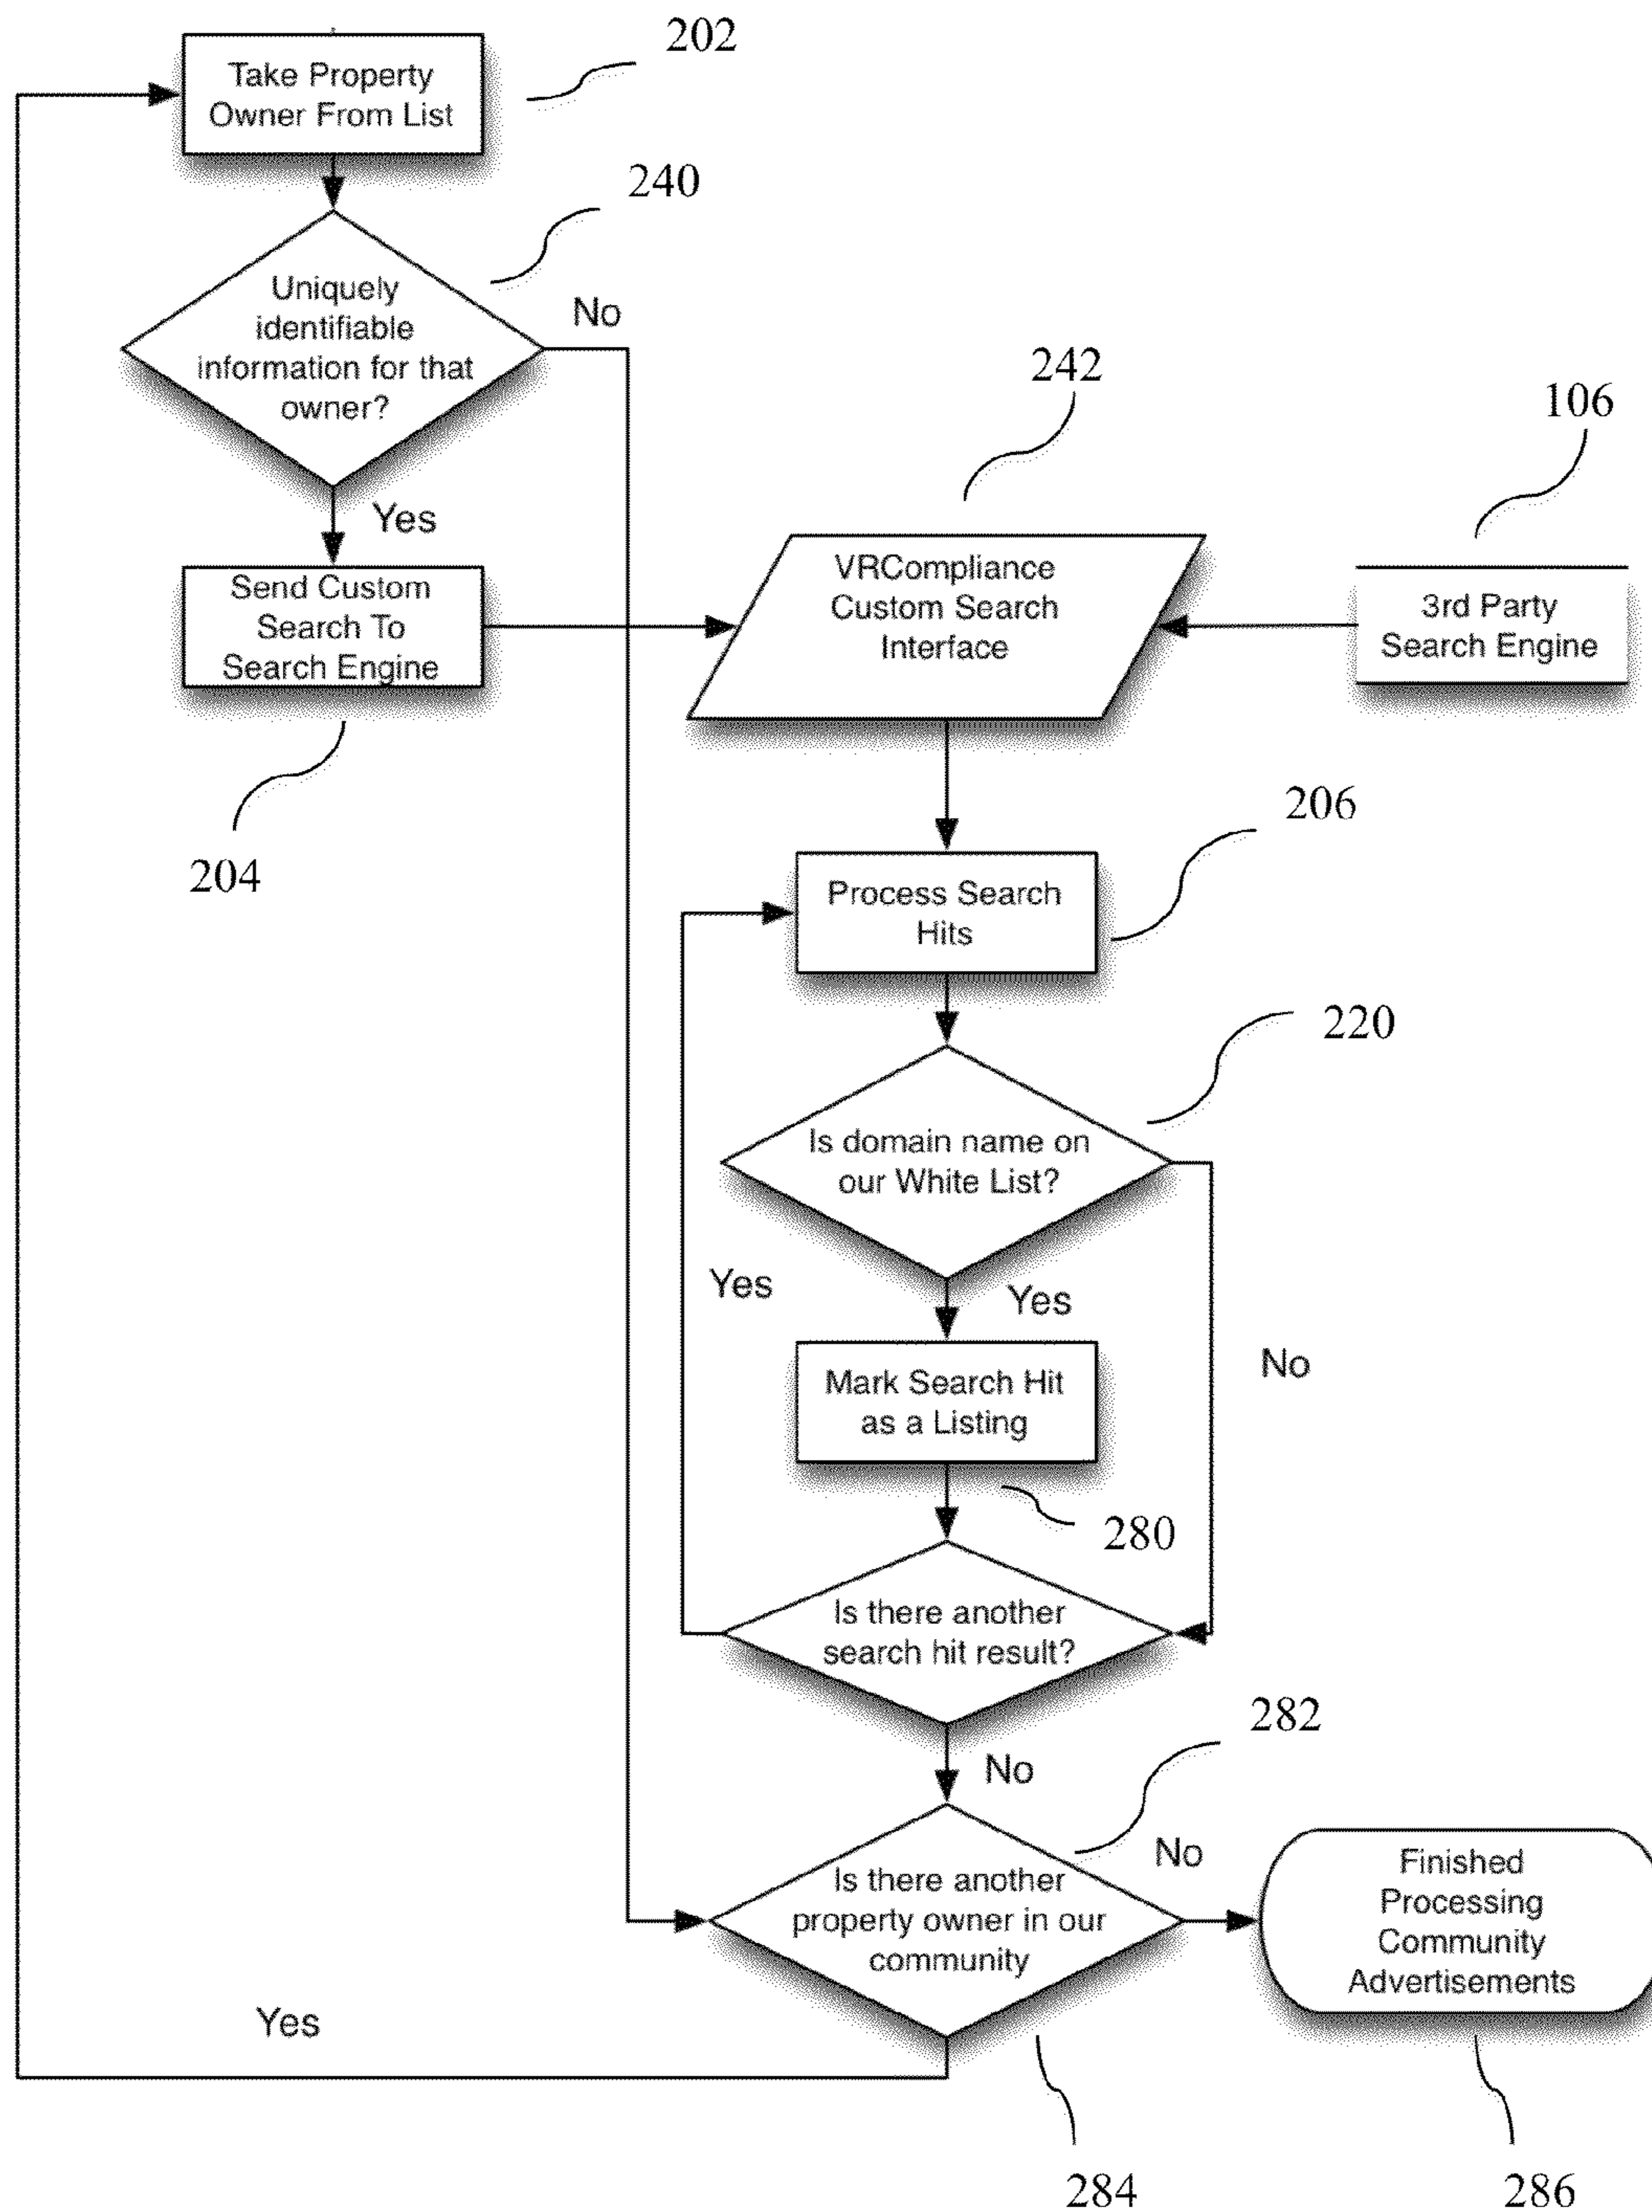 202
Take Property
Owner From List
240
Uniquely
identifiable
information for that
owner?
No
Yes
242
106
Send Custom
Search To
Search Engine
204
VRCompliance
Custom Search
Interface
3rd Party
Search Engine
206
Process Search
Hits
220
Is domain name on
our White List?
Yes
Yes
No
Mark Search Hit
as a Listing
280
Is there another
search hit result?
No
282
Is there another
property owner in our
community
No
Finished
Processing
Community
Advertisements
Yes
284
286